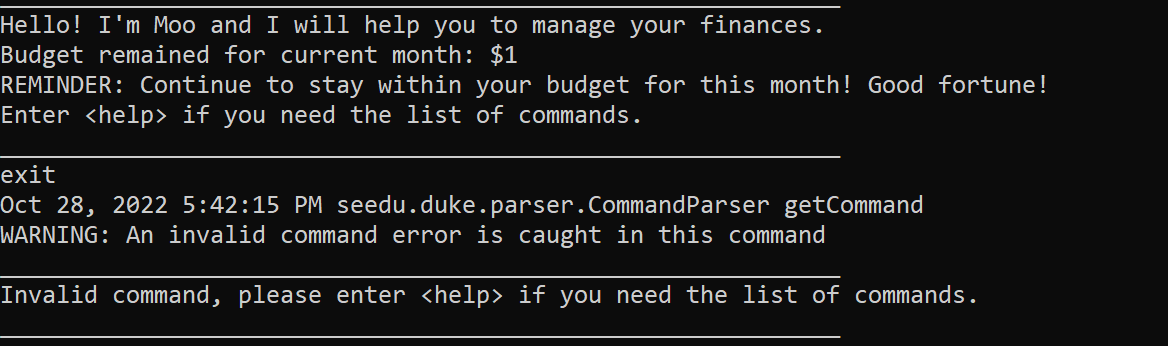 Hello! I'm Moo and I will help you to manage your finances.
Budget remained for current month: $1
REMINDER: Continue to stay within your budget for this month! Good fortune!
Enter <help> if you need the list of commands.
exit
Oct 28, 2022 5:42:15 PM seedu.duke.parser.CommandParser getCommand
WARNING: An invalid command error is caught in this command
Invalid command, please enter <help> if you need the list of commands.